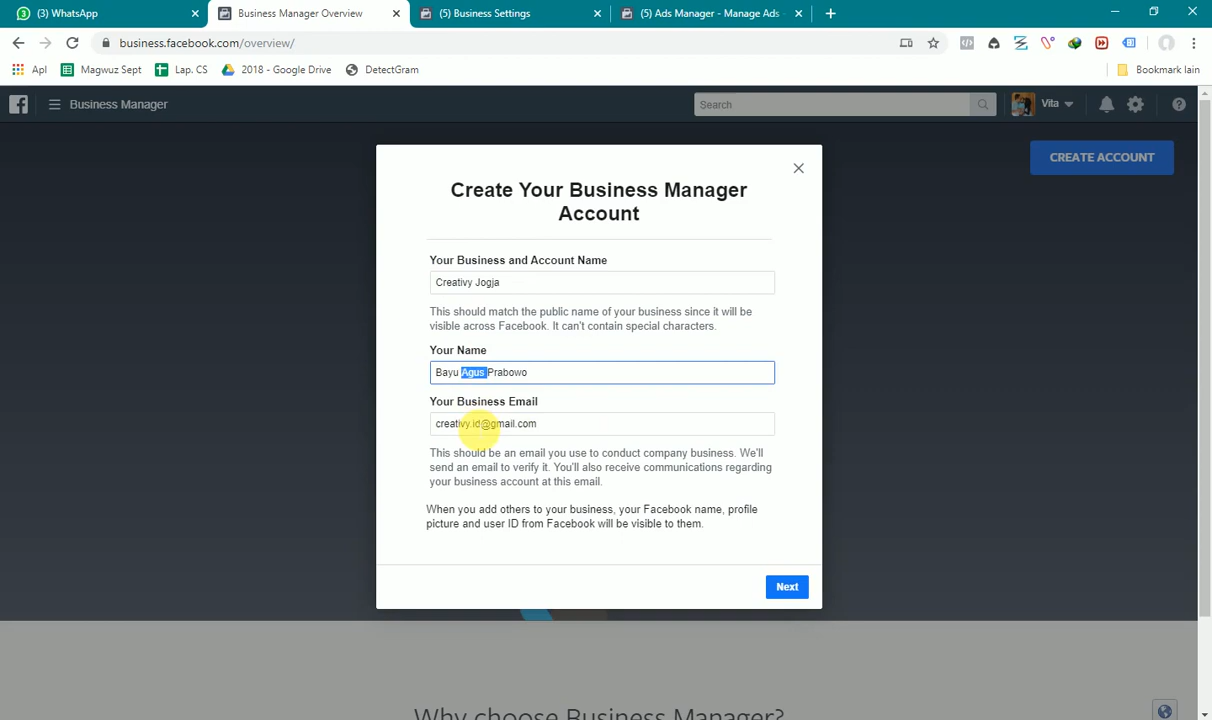 (3) WhatsApp
Business Manager Overview
(5) Business Settings
(5) Ads Manager - Manage Ads -
business.facebook.com/overview/
Apl
Magwuz Sept
Lap. CS
2018 - Google Drive
DetectGram
Bookmark lain
Business Manager
Search
Vita
CREATE ACCOUNT
Create Your Business Manager
Account
Your Business and Account Name
Creativy Jogja
This should match the public name of your business since it will be
visible across Facebook. It can't contain special characters.
Your Name
Bayu Agus Prabowo
Your Business Email
creativy.id@gmail.com
This should be an email you use to conduct company business. We'll
send an email to verify it. You'll also receive communications regarding
your business account at this email.
When you add others to your business, your Facebook name, profile
picture and user ID from Facebook will be visible to them.
Next
Why choose Business Manager?